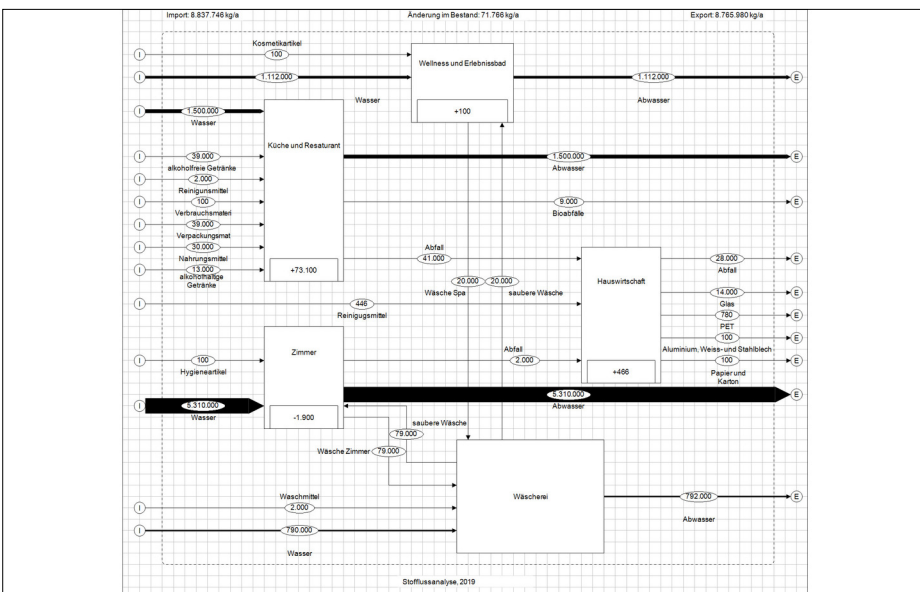 Import: 8.837.746 kg/a
Änderung im Bestand: 71.766 kg/a
Export: 8.765.980 kg/a
Kosmetikartikel
100
Wellness und Erlebnissbad
I
E
I
1.112.000
1.112.000
E
Wasser
Abwasser
+100
I
1.500.000
Wasser
Küche und Resaturant
I
39.000
alkoholfreie Getränke
1.500.000
Abwasser
E
I
2.000
Reinigunsmittel
I
100
Verbrauchsmateri
9.000
Bioabfälle
E
I
39.000
Verpackungsmat
I
30.000
Nahrungsmittel
Abfall
41.000
28.000
Abfall
E
I
13.000
alkoholhaltige
Getränke
+73.100
20.000
20.000
Wäsche Spa
saubere Wäsche
Hauswirtschaft
14.000
Glas
E
I
446
Reinigugsmittel
780
PET
E
100
Aluminium, Weiss- und Stahlblech
E
Zimmer
Abfall
2.000
I
100
Hygieneartikel
+466
100
Papier und
Karton
E
5.310.000
Abwasser
E
I
5.310.000
Wasser
-1.900
saubere Wäsche
79.000
Wäsche Zimmer
79.000
Wäscherei
792.000
Abwasser
E
Waschmittel
I
2.000
I
790.000
Wasser
Stofflussanalyse, 2019